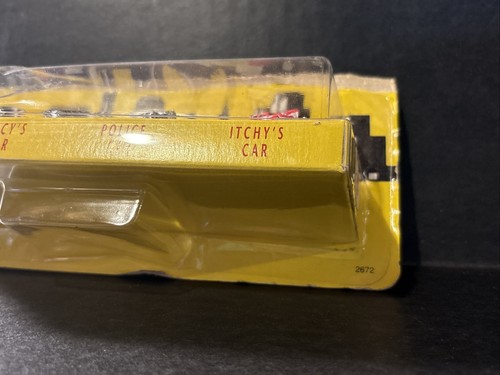 CY'S
R
POLICE
ITCHY'S
CAR
2672